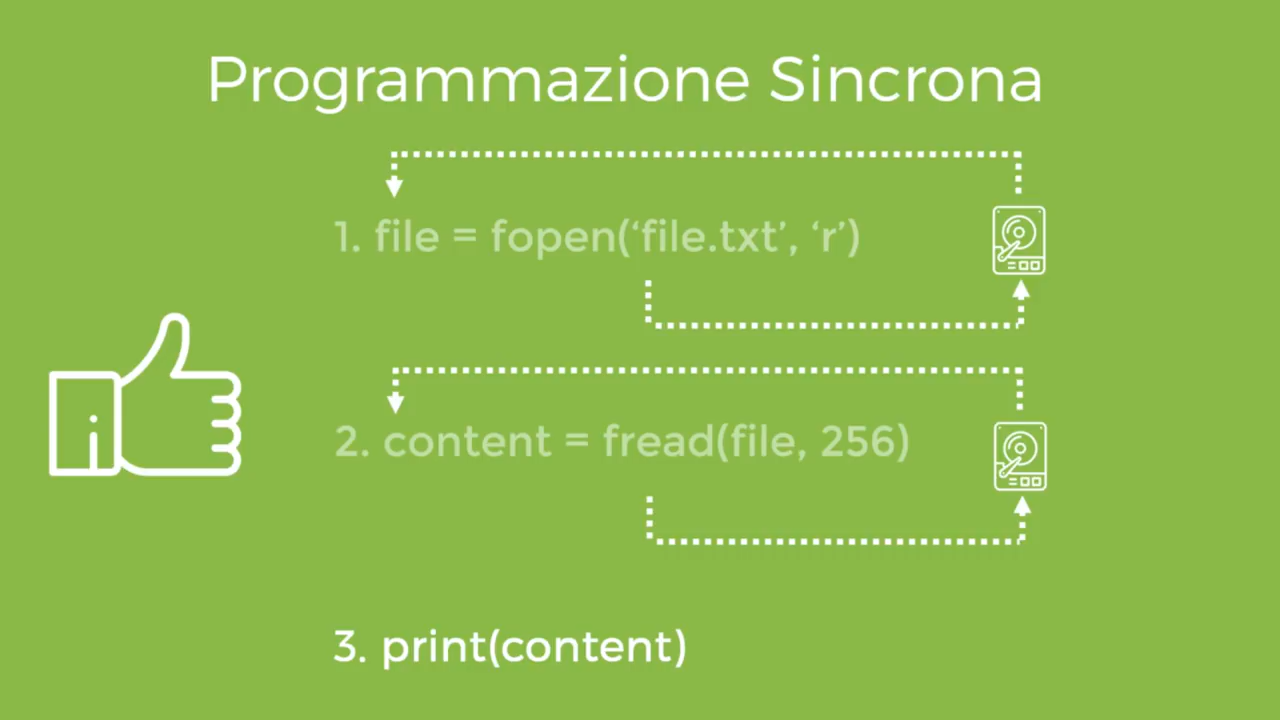 Programmazione Sincrona
1. file = fopen(‘file.txt’, ‘r’)
2. content = fread(file, 256)
3. print(content)